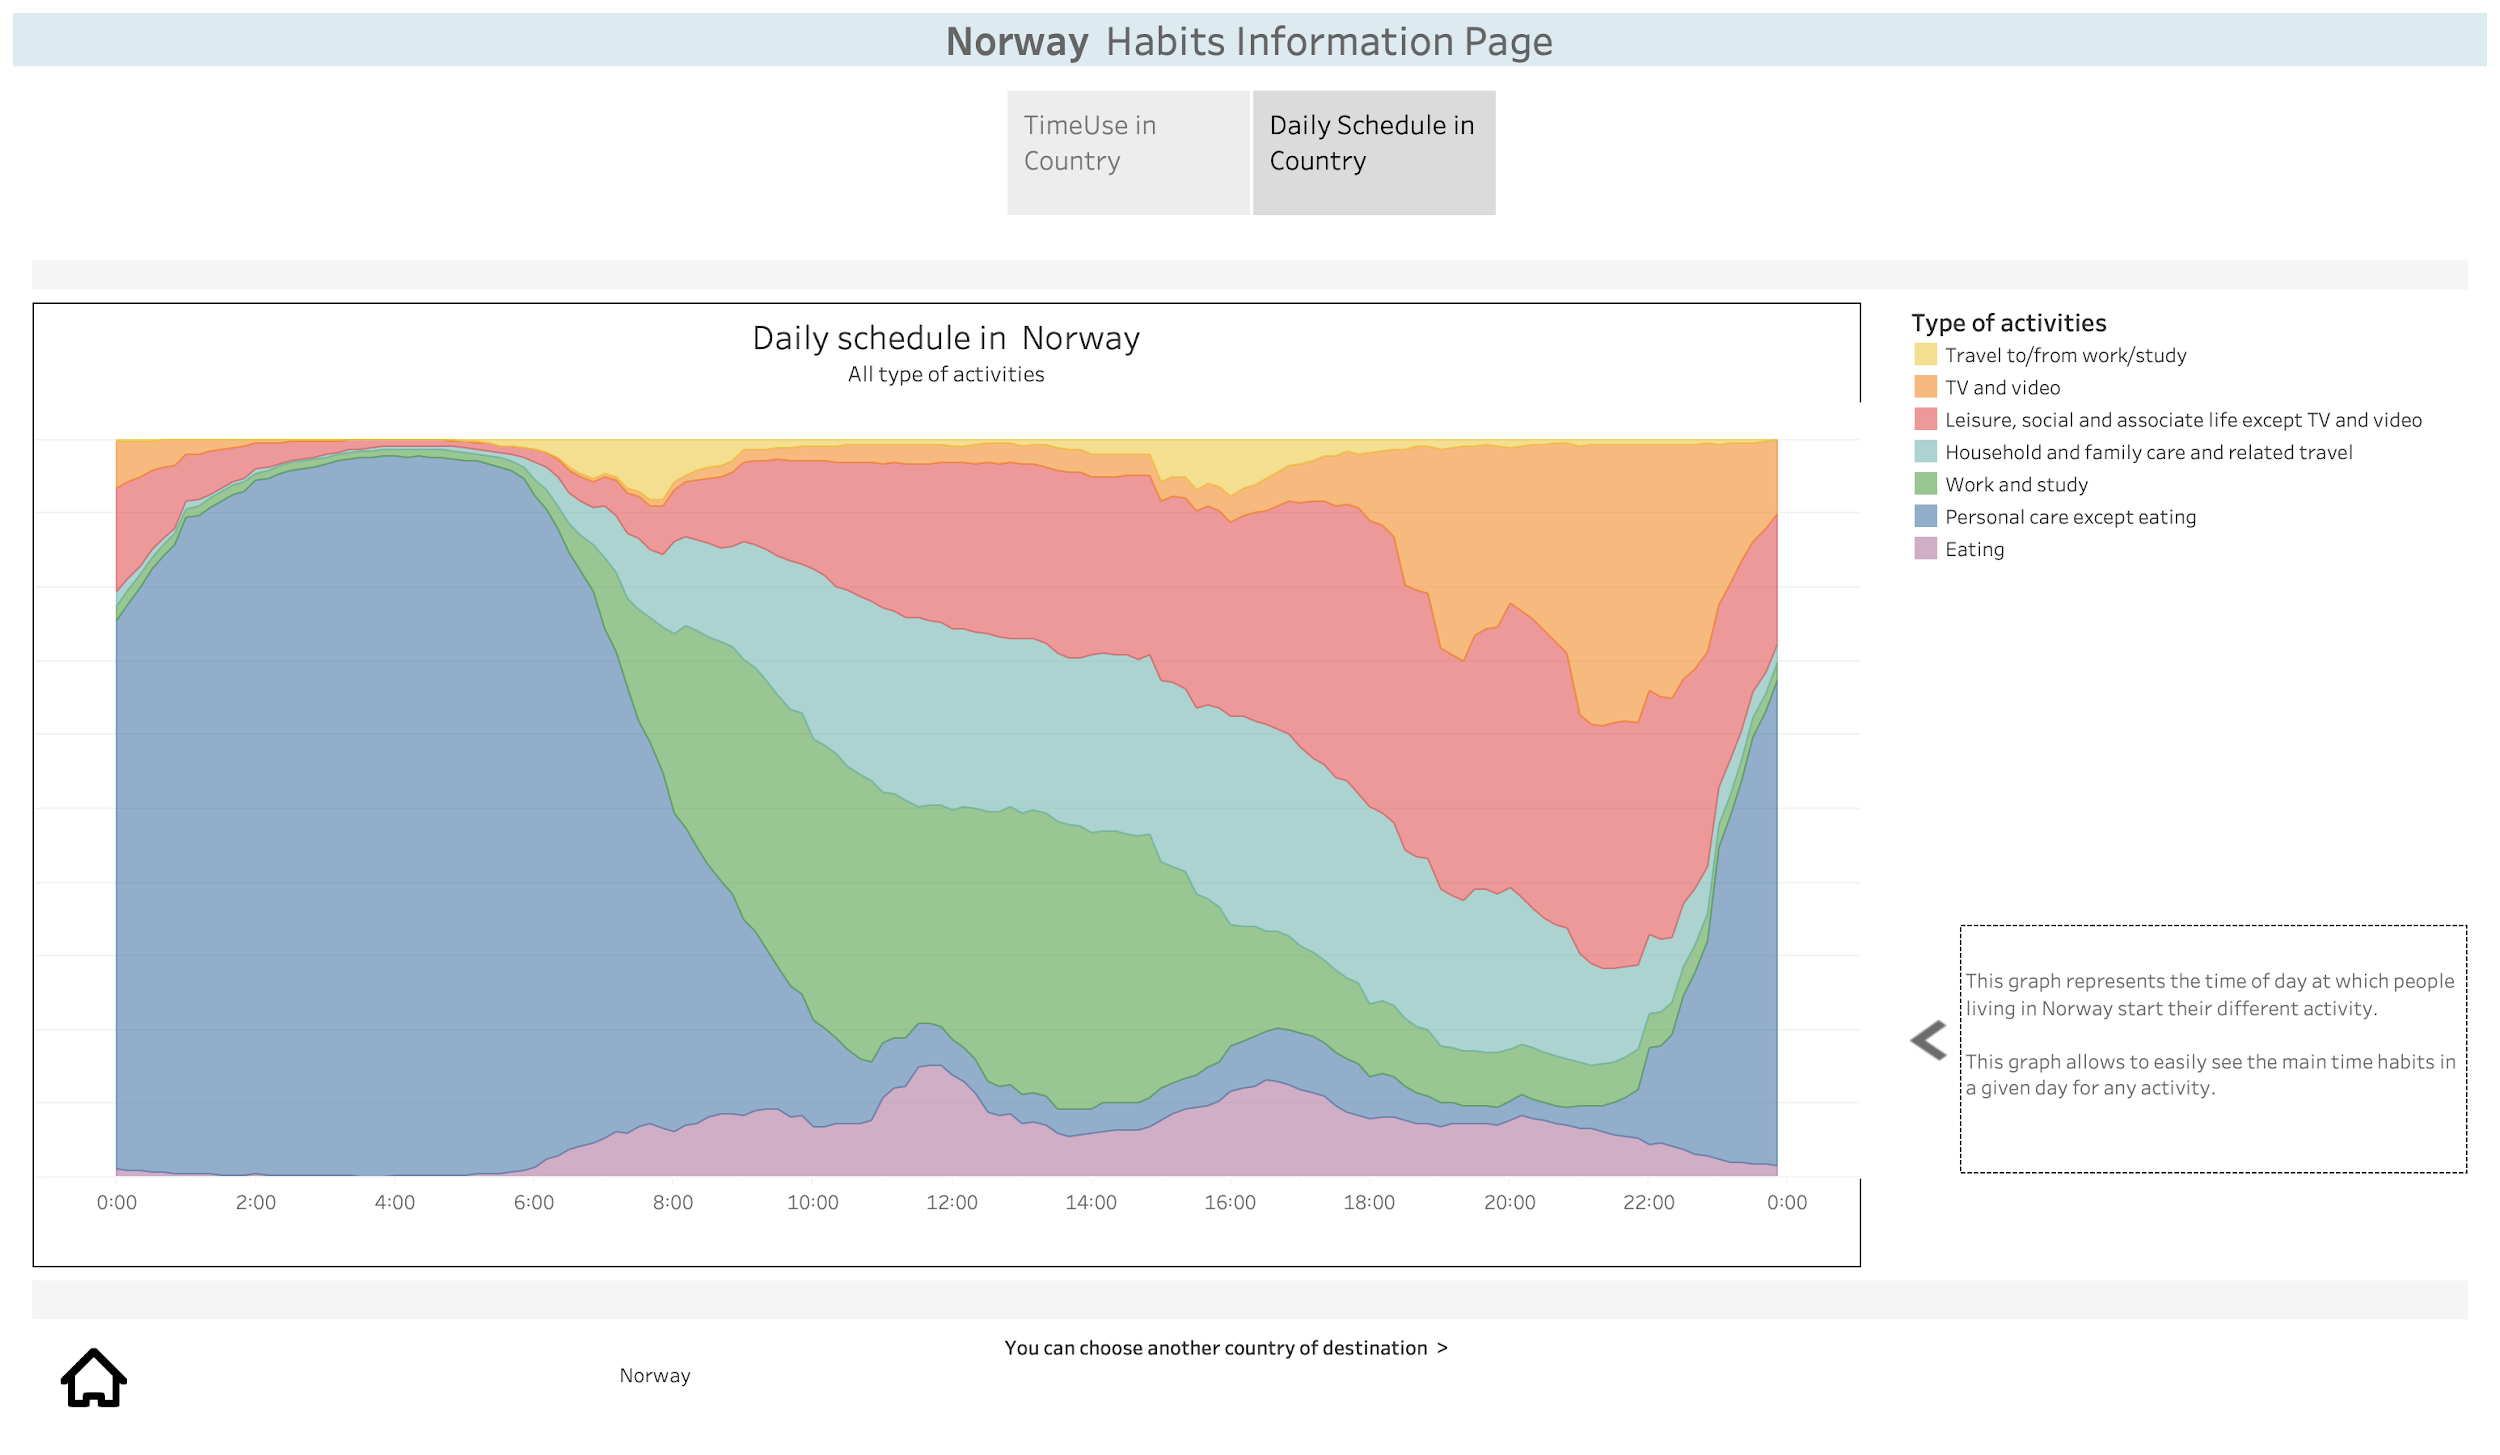 Norway Habits Information Page
TimeUse in
Country
Daily Schedule in
Country
Daily schedule in Norway
All type of activities
Type of activities
Travel to/from work/study
TV and video
Leisure, social and associate life except TV and video
Household and family care and related travel
Work and study
Personal care except eating
Eating
This graph represents the time of day at which people
living in Norway start their different activity.
This graph allows to easily see the main time habits in
a given day for any activity.
0:00 2:00 4:00 6:00 8:00 10:00 12:00 14:00 16:00 18:00 20:00 22:00 0:00
You can choose another country of destination >
Norway